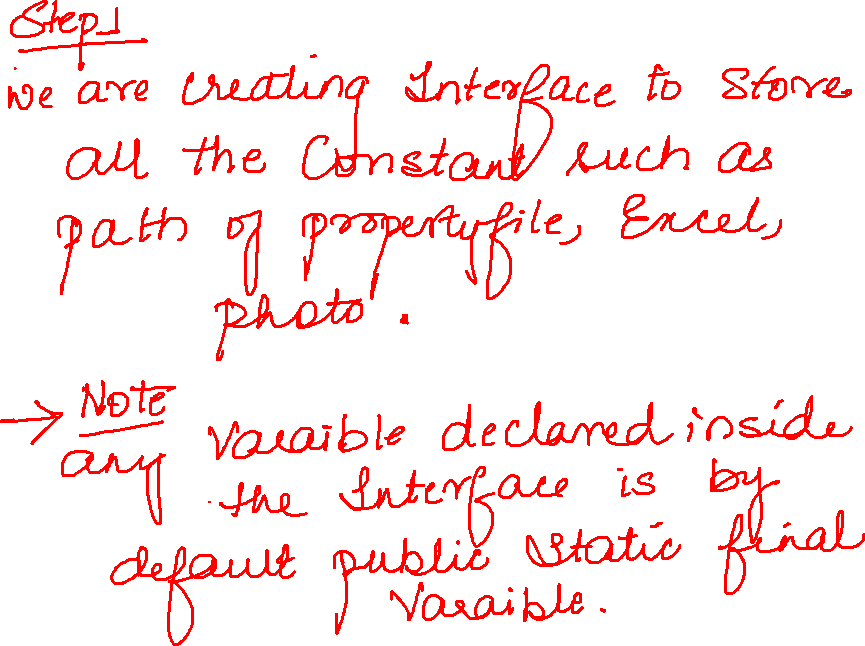 Step1
we are creating Interface to store
all the Constant such as
path of propertyfile, Excel,
photo.
→ Note
any Varaible declared inside
the Interface is by
default public static final
Varaible.